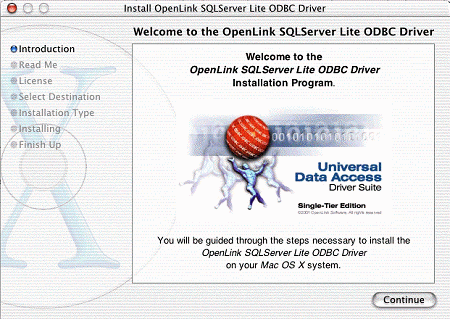 Install OpenLink SQLServer Lite ODBC Driver
Welcome to the OpenLink SQLServer Lite ODBC Driver
Introduction
Read Me
License
Select Destination
Installation Type
Installing
Finish Up
Welcome to the
OpenLink SQLServer Lite ODBC Driver
Installation Program.
Universal
Data Access
Driver Suite
Single-Tier Edition
©2001 OpenLink Software, All rights reserved
You will be guided through the steps necessary to install the
OpenLink SQLServer Lite ODBC Driver
on your Mac OS X system.
Continue